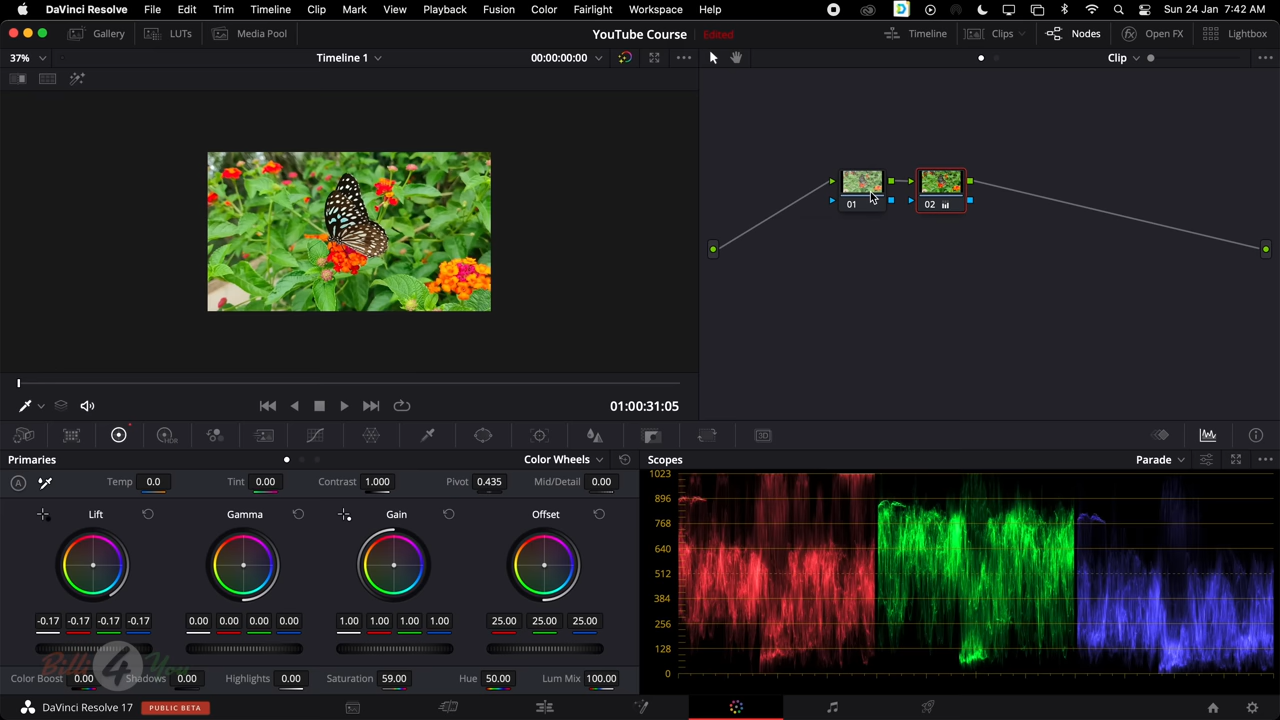 DaVinci Resolve File Edit Trim Timeline Clip Mark View Playback Fusion Color Fairlight Workspace Help Sun 24 Jan 7:42 AM
Gallery LUTs Media Pool YouTube Course Edited Timeline Clips Nodes Open FX Lightbox
37% Timeline 1 00:00:00:00 Clip
01 02
01:00:31:05
3D
Primaries Color Wheels Scopes Parade
A Temp 0.0 Tint 0.00 Contrast 1.000 Pivot 0.435 Mid/Detail 0.00
Lift Gamma Gain Offset
-0.17 -0.17 -0.17 -0.17 0.00 0.00 0.00 0.00 1.00 1.00 1.00 1.00 25.00 25.00 25.00
Color Boost 0.00 Shadows 0.00 Highlights 0.00 Saturation 59.00 Hue 50.00 Lum Mix 100.00
1023
896
768
640
512
384
256
128
0
DaVinci Resolve 17 PUBLIC BETA